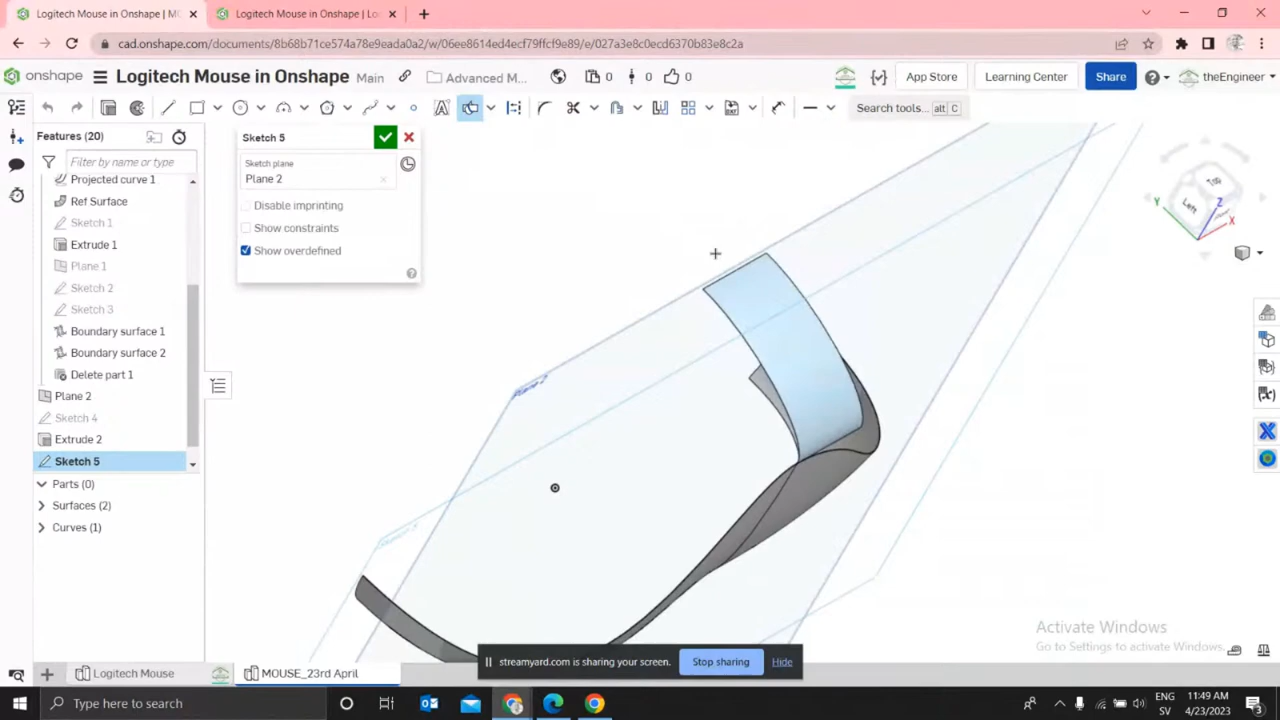 Logitech Mouse in Onshape | MO
Logitech Mouse in Onshape | Lo
cad.onshape.com/documents/8b68b71ce574a78e9eada0a2/w/06ee8614ed4ecf79ffcf9e89/e/027a3e8c0ecd6370b83e8c2a
onshape
Logitech Mouse in Onshape
Main
Advanced M...
0
0
0
App Store
Learning Center
Share
theEngineer
Search tools... alt C
Features (20)
Filter by name or type
Projected curve 1
Ref Surface
Sketch 1
Extrude 1
Plane 1
Sketch 2
Sketch 3
Boundary surface 1
Boundary surface 2
Delete part 1
Plane 2
Sketch 4
Extrude 2
Sketch 5
Parts (0)
Surfaces (2)
Curves (1)
Sketch 5
Sketch plane
Plane 2
Disable imprinting
Show constraints
Show overdefined
Top
Left
Y
Z
X
Activate Windows
Go to Settings to activate Windows.
streamyard.com is sharing your screen.
Stop sharing
Hide
Logitech Mouse
MOUSE_23rd April
Type here to search
ENG
SV
11:49 AM
4/23/2023
3